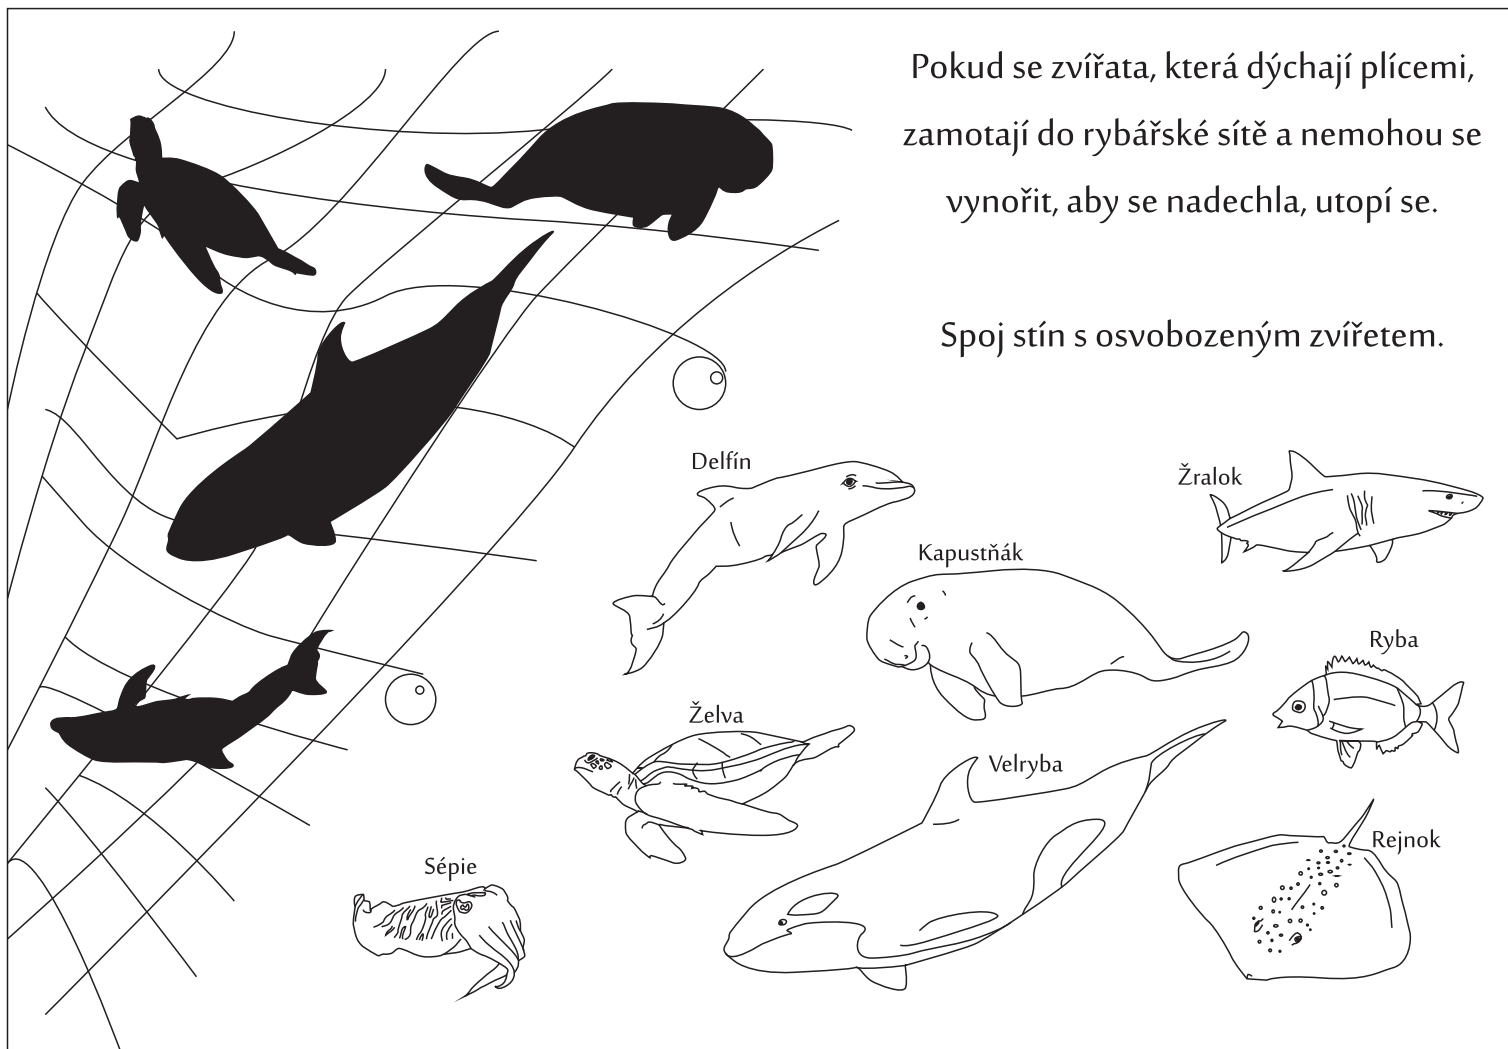 Pokud se zvířata, která dýchají plícemi,
zamotají do rybářské sítě a nemohou se
vynořit, aby se nadechla, utopí se.
Spoj stín s osvobozeným zvířetem.
Delfín
Žralok
Kapustňák
Ryba
Želva
Velryba
Rejnok
Sépie